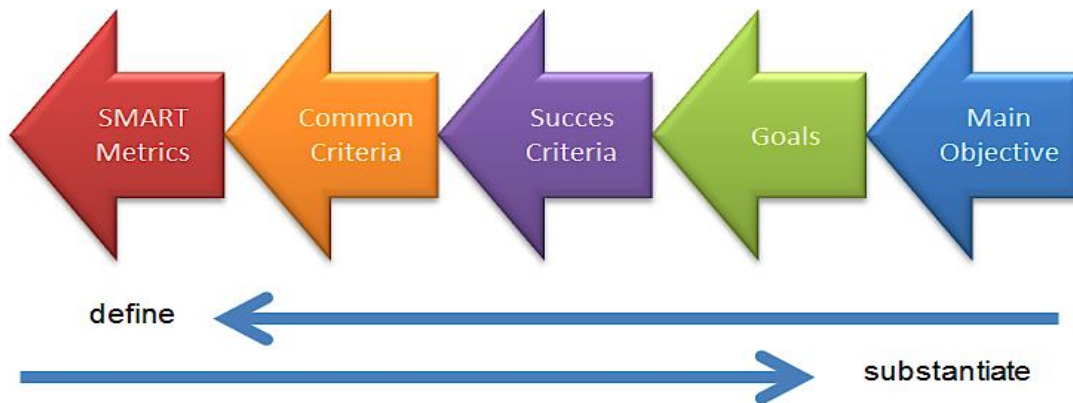 SMART
Metrics
Common
Criteria
Succes
Criteria
Goals
Main
Objective
define
substantiate